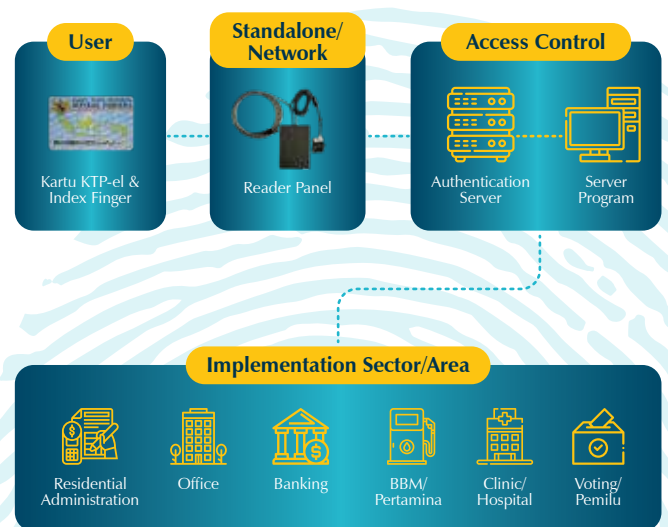 User
Standalone/
Network
Access Control
Kartu KTP-el &
Index Finger
Reader Panel
Authentication
Server
Server
Program
Implementation Sector/Area
Residential
Administration
Office
Banking
BBM/
Pertamina
Clinic/
Hospital
Voting/
Pemilu